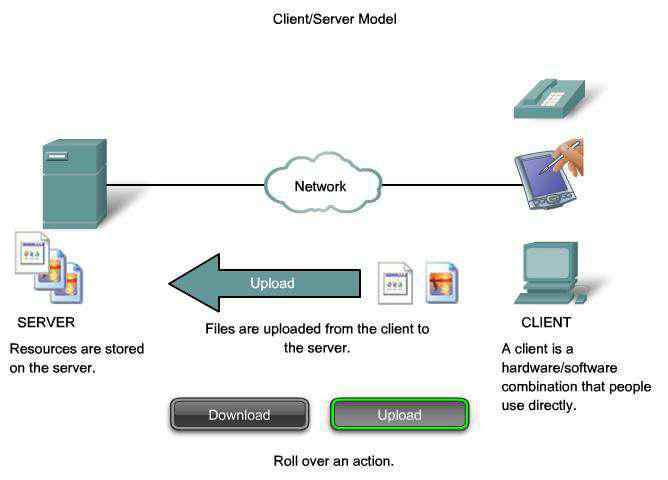 Client/Server Model
Network
Upload
SERVER
Resources are stored
on the server.
Files are uploaded from the client to
the server.
CLIENT
A client is a
hardware/software
combination that people
use directly.
Download
Upload
Roll over an action.